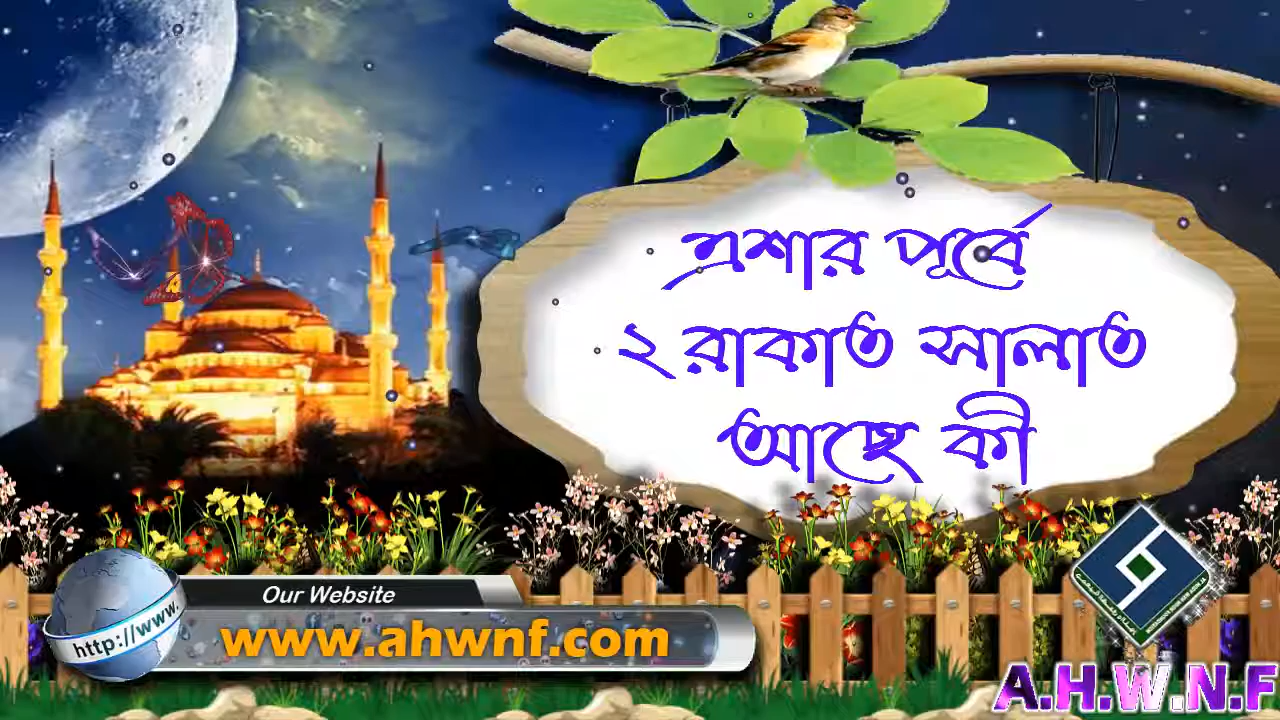 এশার পূর্বে
২ রাকাত সালাত
আছে কী
Our Website
http://www.
www.ahwnf.com
A.H.W.N.F